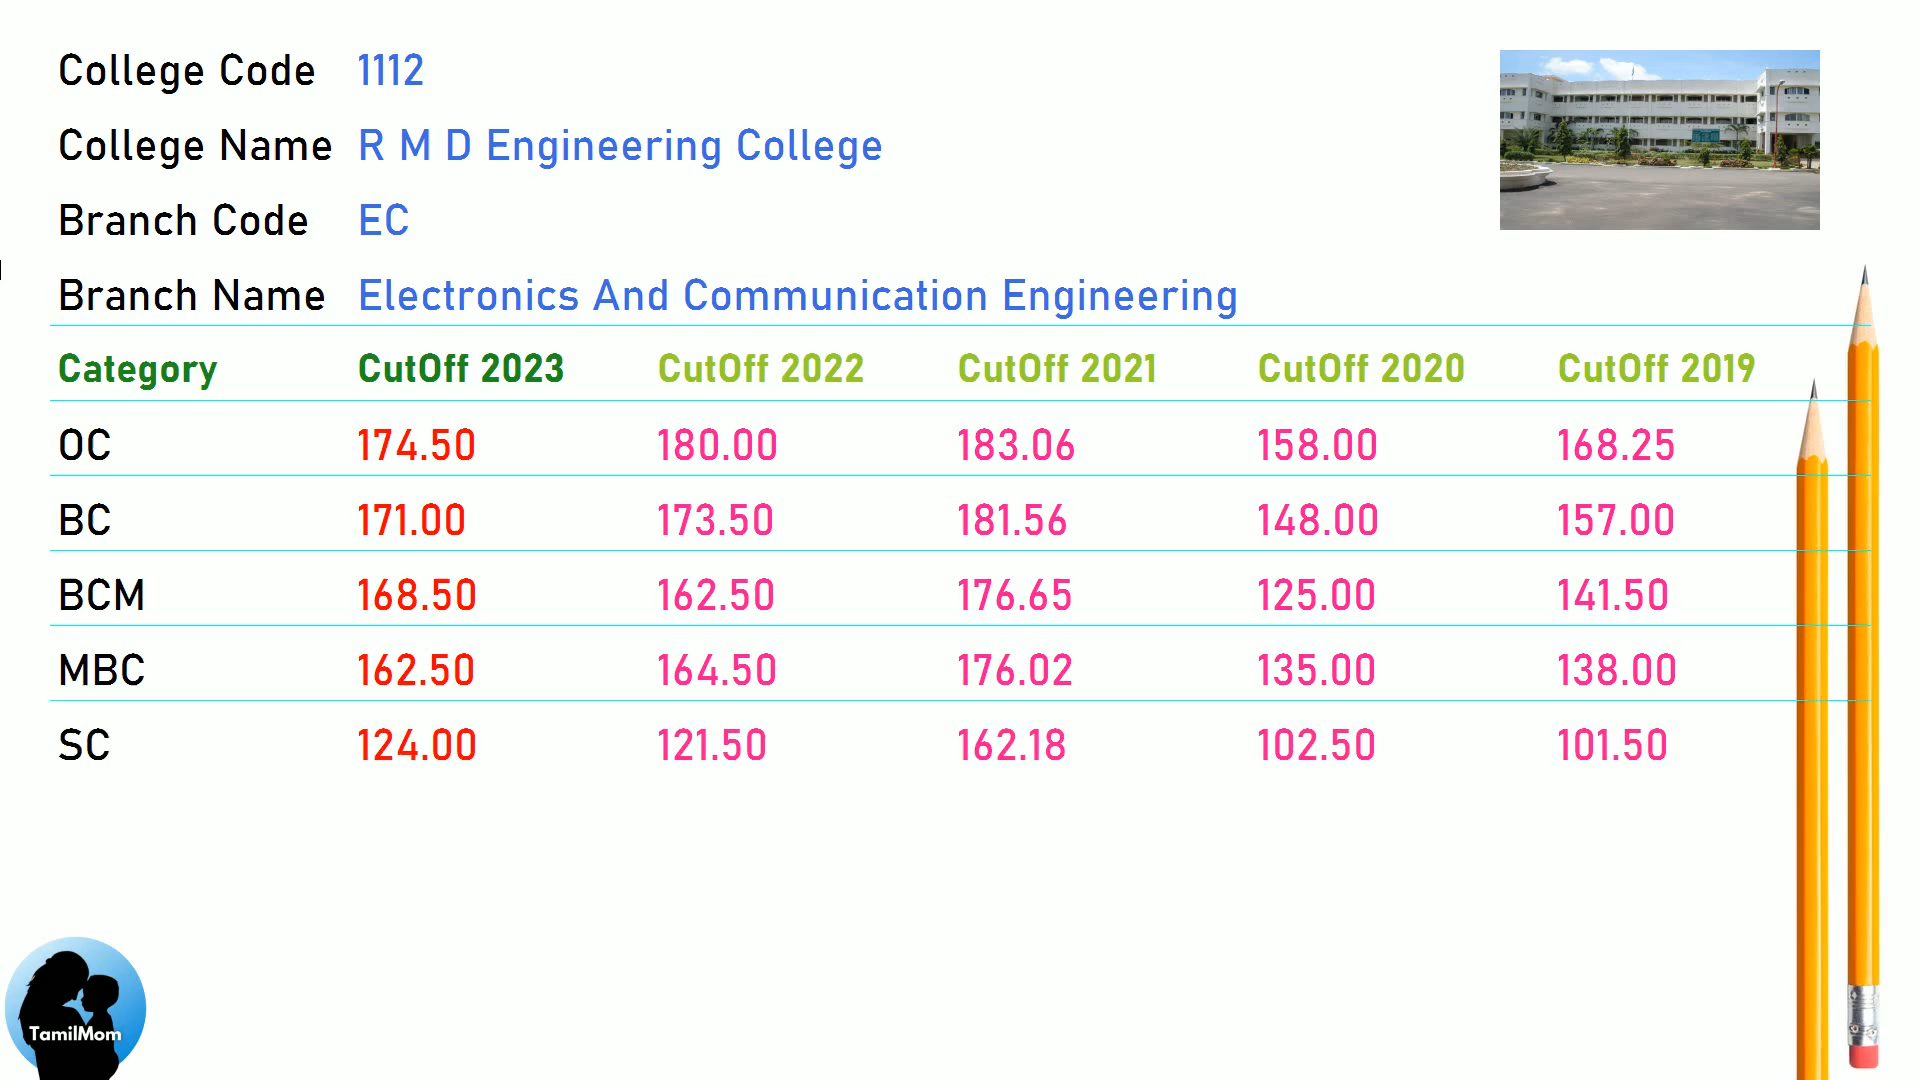 College Code 1112
College Name R M D Engineering College
Branch Code EC
Branch Name Electronics And Communication Engineering
Category CutOff 2023 CutOff 2022 CutOff 2021 CutOff 2020 CutOff 2019
OC 174.50 180.00 183.06 158.00 168.25
BC 171.00 173.50 181.56 148.00 157.00
BCM 168.50 162.50 176.65 125.00 141.50
MBC 162.50 164.50 176.02 135.00 138.00
SC 124.00 121.50 162.18 102.50 101.50
TamilMom